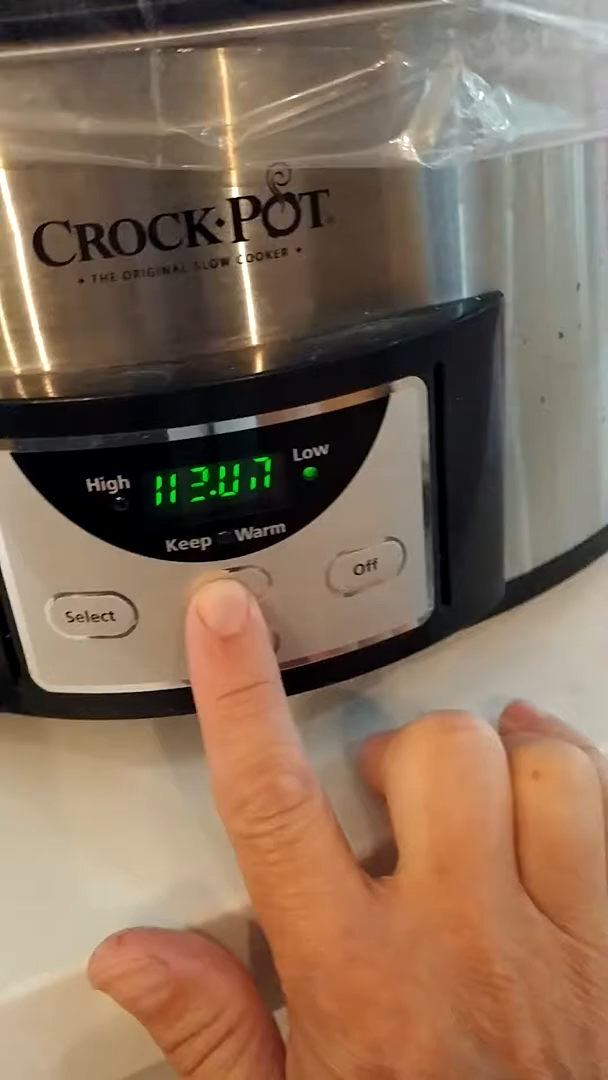 CROCK·POT
• THE ORIGINAL SLOW COOKER •
High
Low
Keep Warm
Select
Off